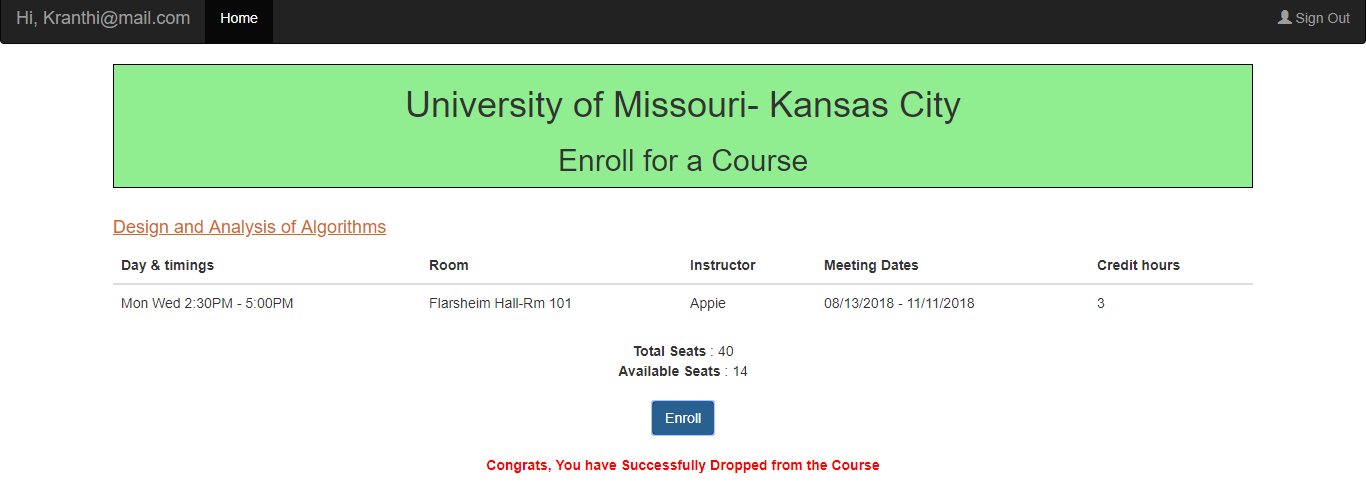 Hi, Kranthi@mail.com Home Sign Out
University of Missouri- Kansas City
Enroll for a Course
Design and Analysis of Algorithms
Day & timings Room Instructor Meeting Dates Credit hours
Mon Wed 2:30PM - 5:00PM Flarsheim Hall-Rm 101 Appie 08/13/2018 - 11/11/2018 3
Total Seats : 40
Available Seats : 14
Enroll
Congrats, You have Successfully Dropped from the Course